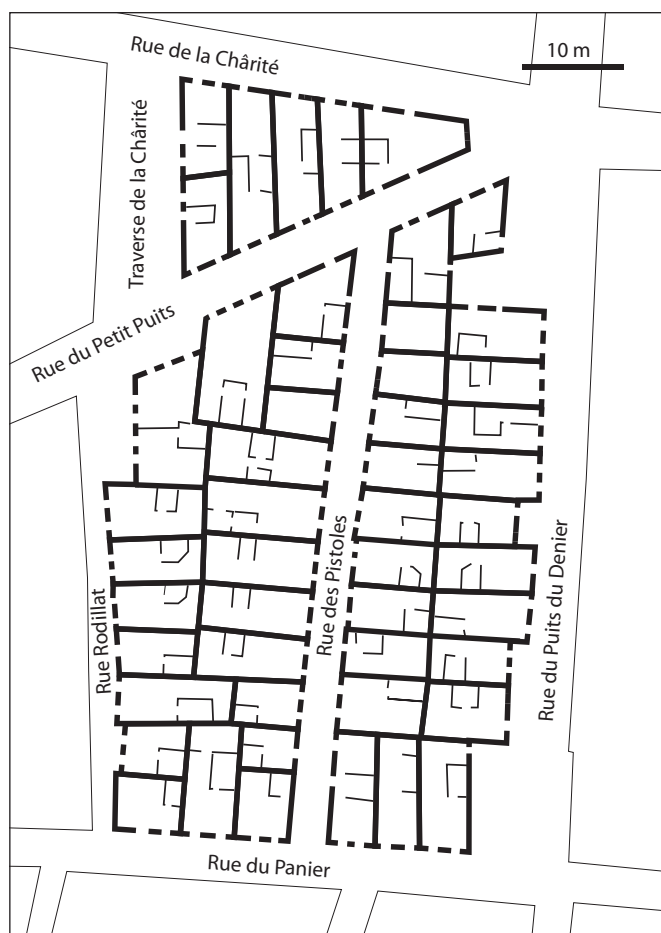 Rue de la Chârité
10 m
Traverse de la Chârité
Rue du Petit Puits
Rue des Pistoles
Rue du Puits du Denier
Rue Rodillat
Rue du Panier